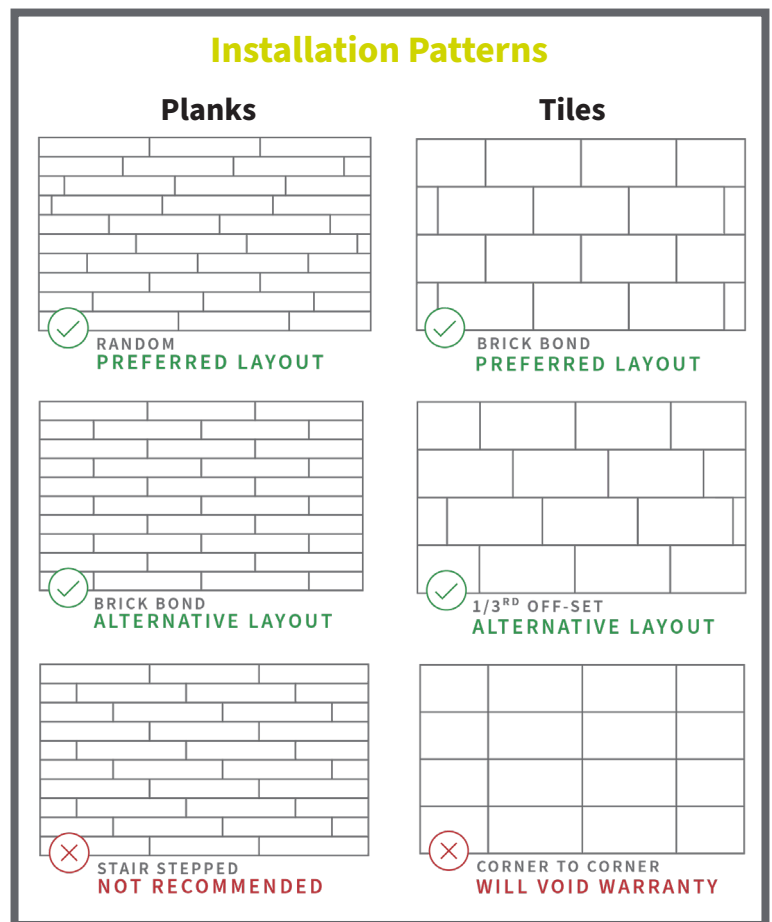 Installation Patterns
Planks
RANDOM
PREFERRED LAYOUT
BRICK BOND
ALTERNATIVE LAYOUT
STAIR STEPPED
NOT RECOMMENDED
Tiles
BRICK BOND
PREFERRED LAYOUT
1/3RD OFF-SET
ALTERNATIVE LAYOUT
CORNER TO CORNER
WILL VOID WARRANTY